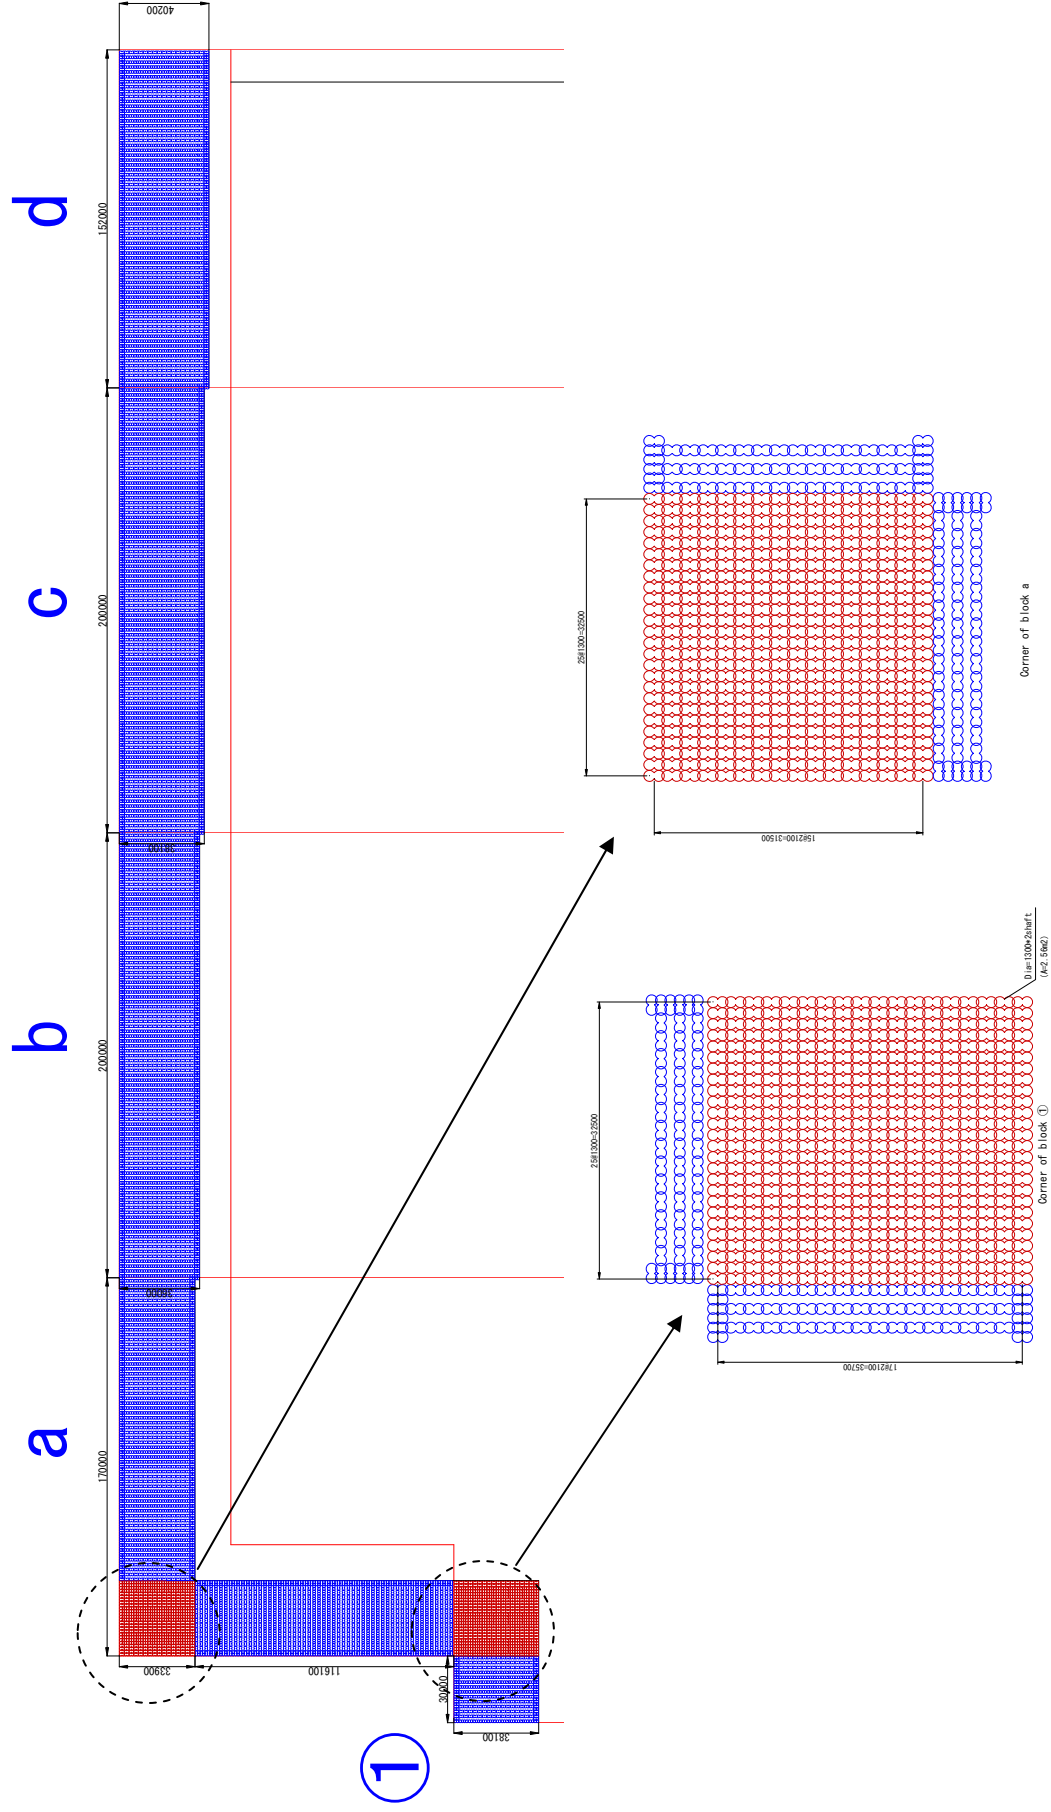 40200
d
152000
c
200000
b
200000
a
170000
33900
116100
30000
38100
①
25@1300=32500
15@2100=31500
Corner of block a
25@1300=32500
17@2100=35700
Dia=1300*2shaft
(A=2.56m2)
Corner of block ①